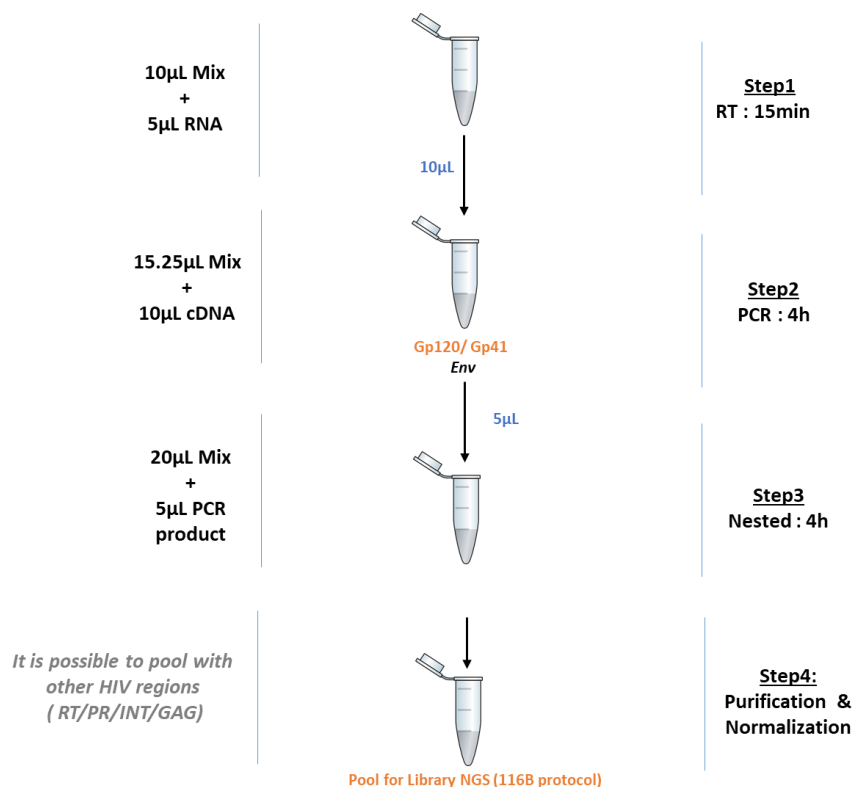 10µL Mix
+
5µL RNA
Step1
RT : 15min
10µL
15.25µL Mix
+
10µL cDNA
Step2
PCR : 4h
Gp120/ Gp41
Env
5µL
20µL Mix
+
5µL PCR
product
Step3
Nested : 4h
It is possible to pool with
other HIV regions
( RT/PR/INT/GAG)
Step4:
Purification &
Normalization
Pool for Library NGS (116B protocol)